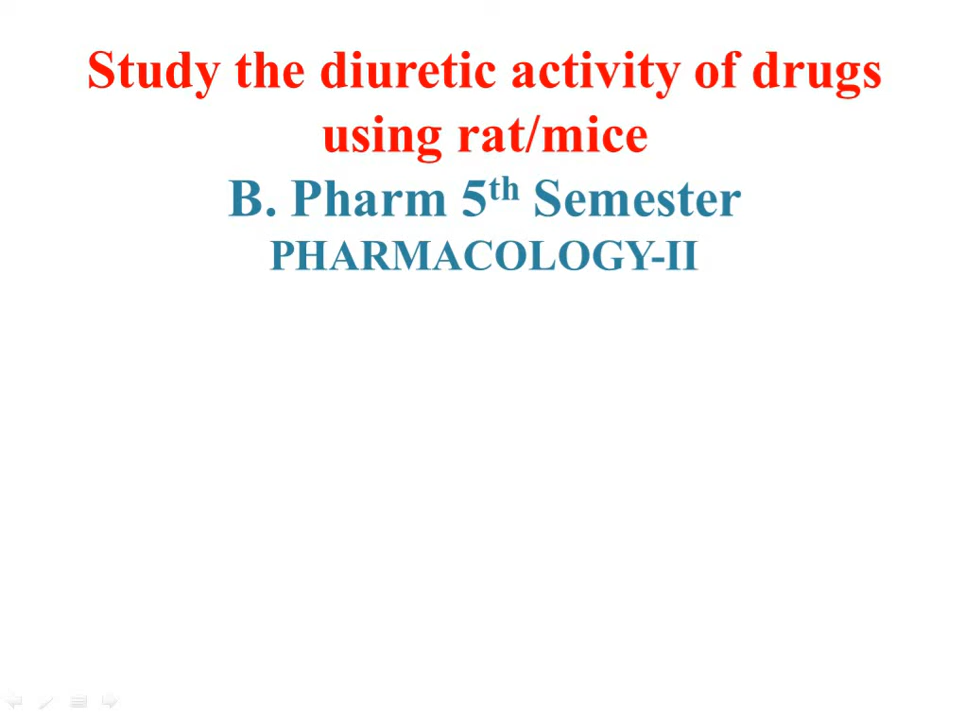 Study the diuretic activity of drugs
using rat/mice
B. Pharm 5th Semester
PHARMACOLOGY-II